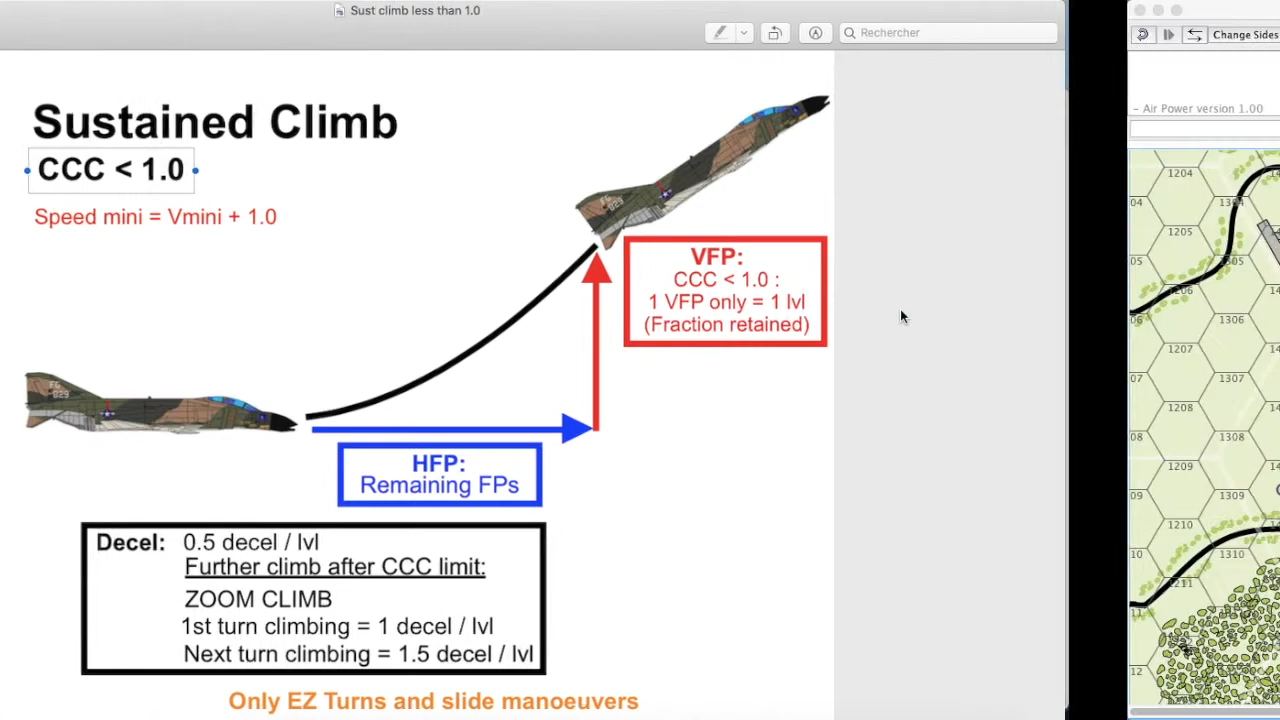 Sust climb less than 1.0
Rechercher
Change Sides
Sustained Climb
CCC < 1.0
Speed mini = Vmini + 1.0
VFP:
CCC < 1.0 :
1 VFP only = 1 lvl
(Fraction retained)
HFP:
Remaining FPs
Decel: 0.5 decel / lvl
Further climb after CCC limit:
ZOOM CLIMB
1st turn climbing = 1 decel / lvl
Next turn climbing = 1.5 decel / lvl
Only EZ Turns and slide manoeuvers
– Air Power version 1.00
1204
04
1304
1205
05
1305
1206
06
1306
1207
07
1307
1208
08
1308
1209
09
1309
1210
10
1310
1211
11
12